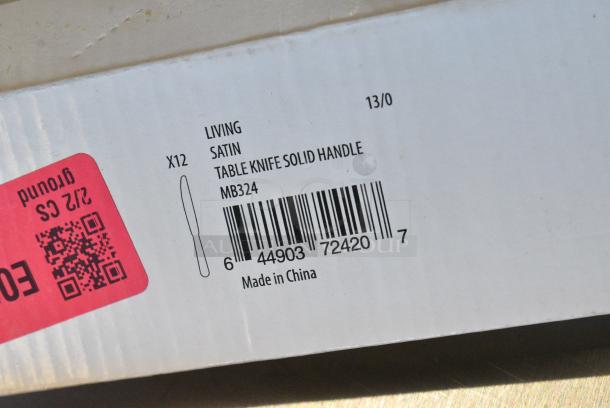 13/0
LIVING
X12
SATIN
TABLE KNIFE SOLID HANDLE
MB324
6 44903 72420 7
Made in China
2/2 CS
ground